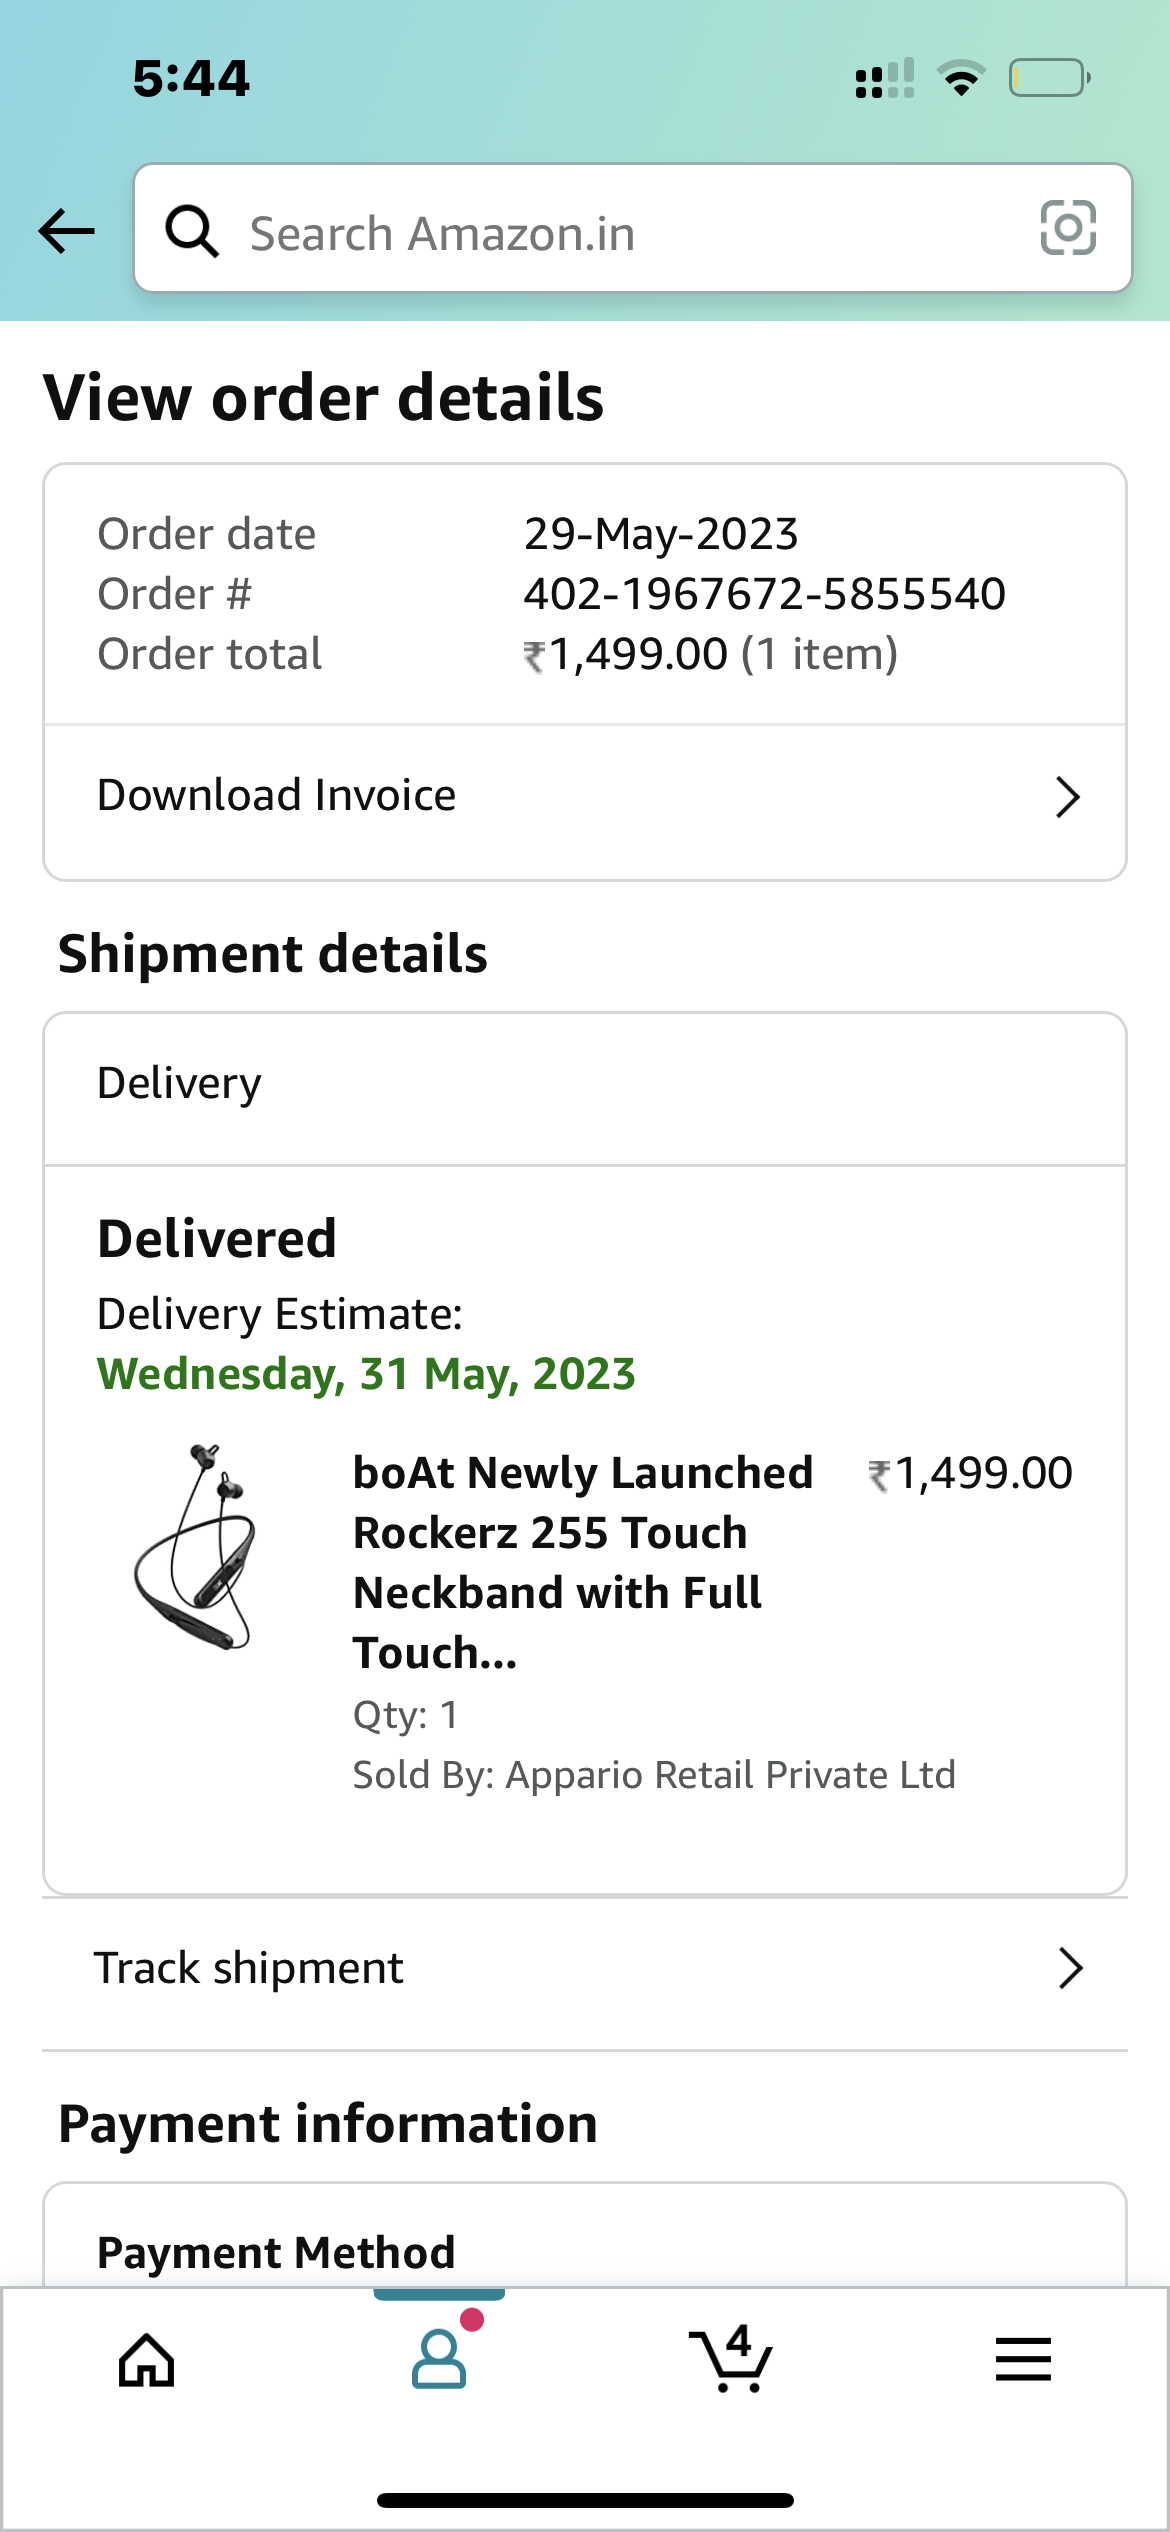 5:44
Search Amazon.in
View order details
Order date 29-May-2023
Order # 402-1967672-5855540
Order total ₹1,499.00 (1 item)
Download Invoice
Shipment details
Delivery
Delivered
Delivery Estimate:
Wednesday, 31 May, 2023
boAt Newly Launched ₹1,499.00
Rockerz 255 Touch
Neckband with Full
Touch...
Qty: 1
Sold By: Appario Retail Private Ltd
Track shipment
Payment information
Payment Method
4